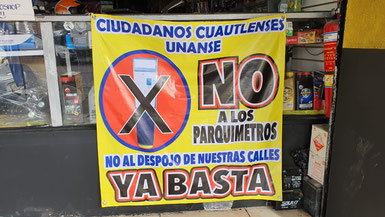 CIUDADANOS CUAUTLENSES
UNANSE
X
NO
A LOS
PARQUIMETROS
NO AL DESPOJO DE NUESTRAS CALLES
YA BASTA